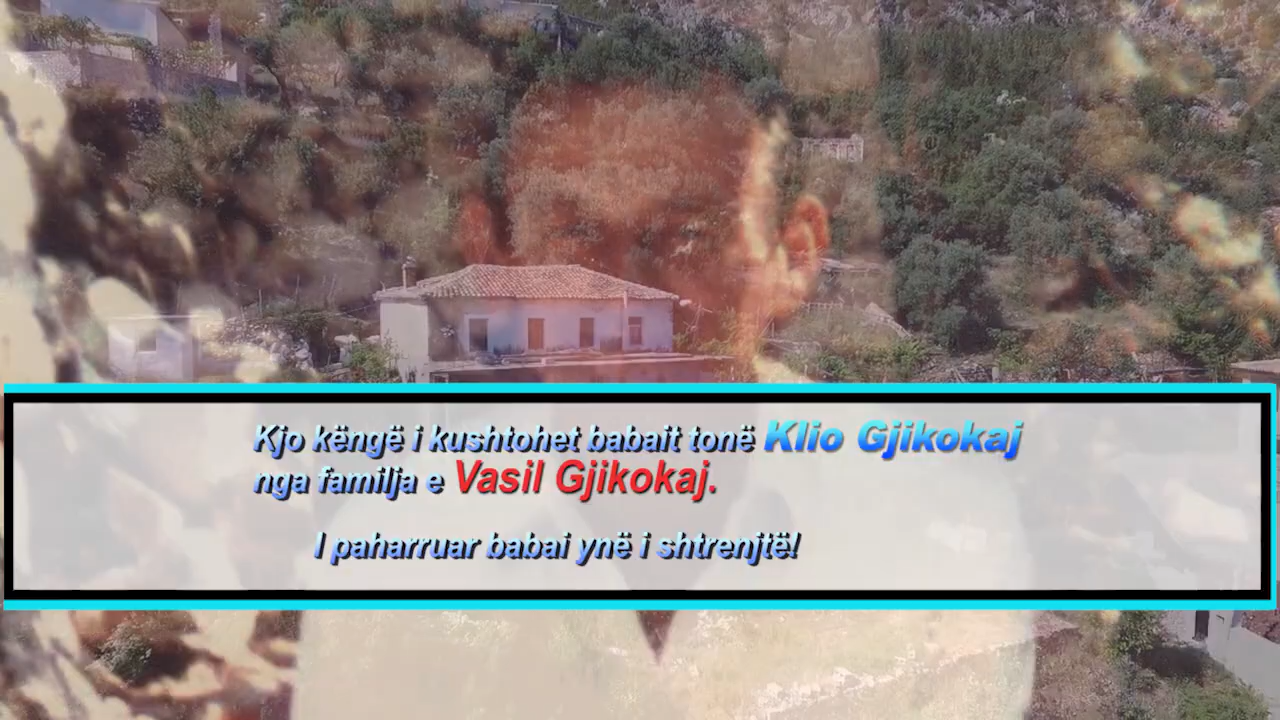 Kjo këngë i kushtohet babait tonë Klio Gjikokaj
nga familja e Vasil Gjikokaj.
I paharruar babai ynë i shtrenjtë!